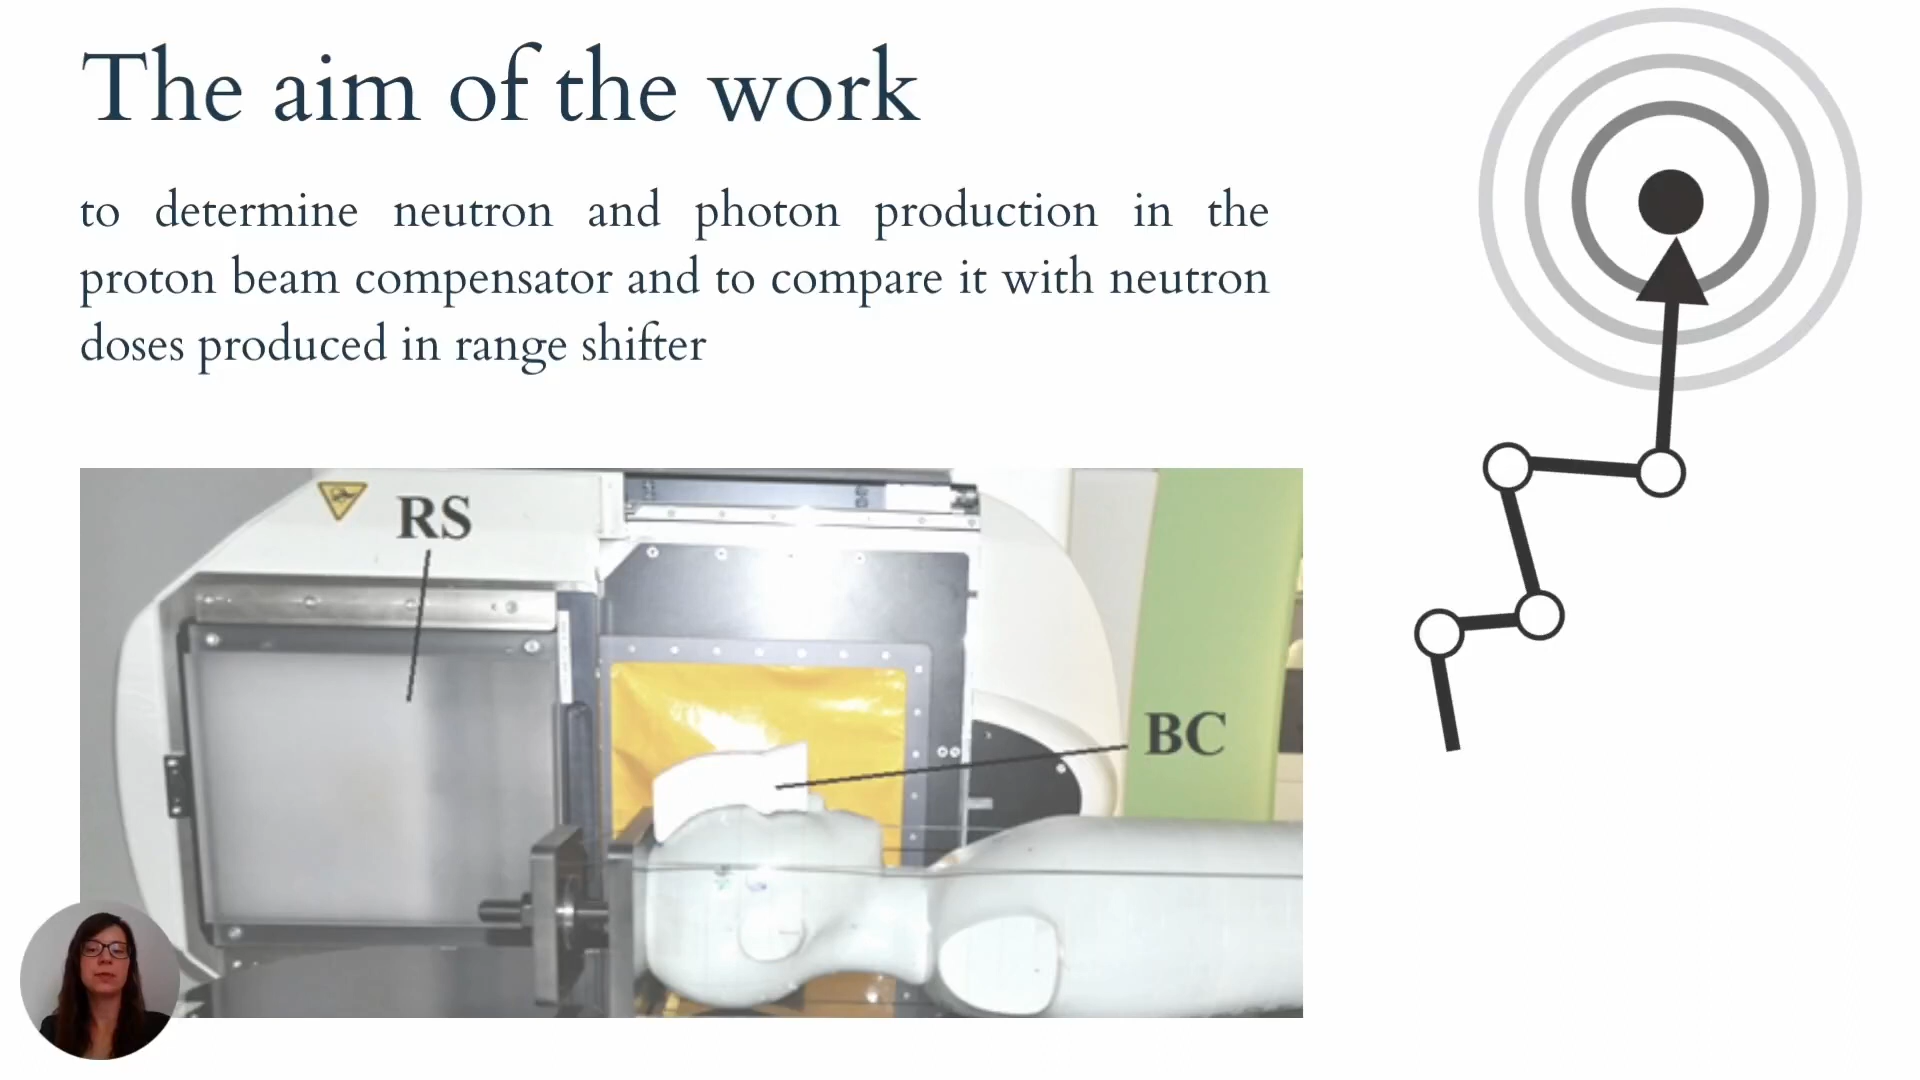 The aim of the work
to determine neutron and photon production in the
proton beam compensator and to compare it with neutron
doses produced in range shifter
RS
BC